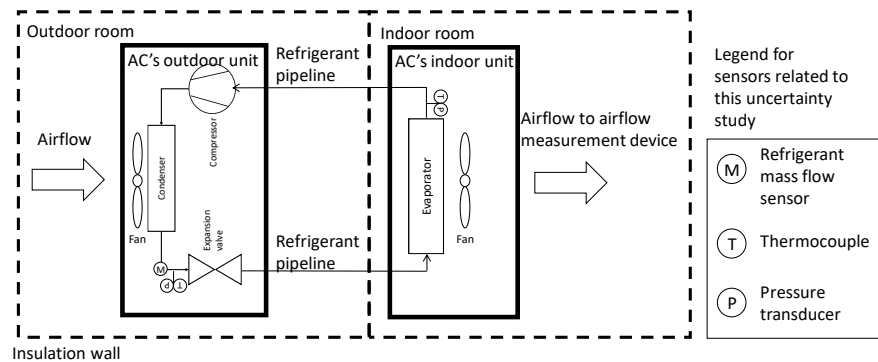 Outdoor room
AC's outdoor unit
Refrigerant
pipeline
Indoor room
AC's indoor unit
Legend for
sensors related to
this uncertainty
study
Airflow
Condenser
Compressor
Fan
Expansion
valve
M
P
T
Refrigerant
pipeline
T
P
Evaporator
Fan
Airflow to airflow
measurement device
M
Refrigerant
mass flow
sensor
T
Thermocouple
P
Pressure
transducer
Insulation wall